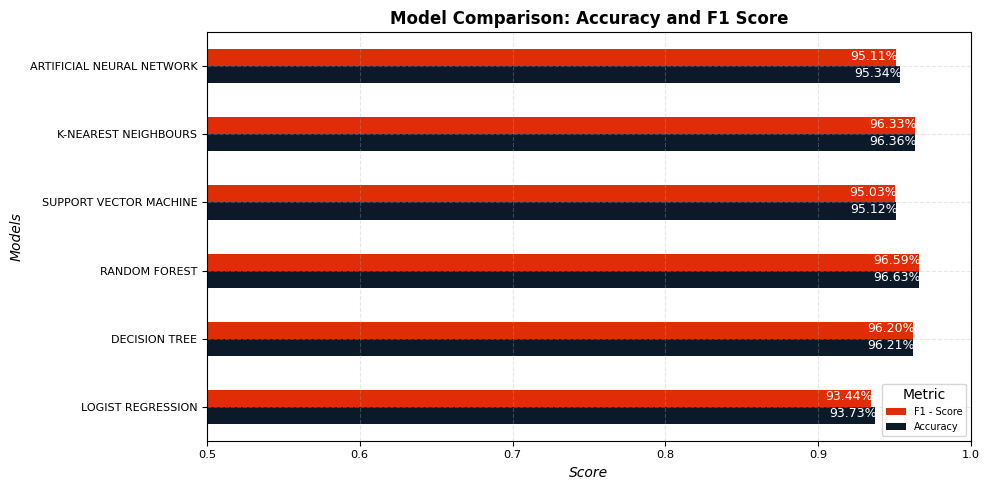 Model Comparison: Accuracy and F1 Score
Models
ARTIFICIAL NEURAL NETWORK
95.11%
95.34%
K-NEAREST NEIGHBOURS
96.33%
96.36%
SUPPORT VECTOR MACHINE
95.03%
95.12%
RANDOM FOREST
96.59%
96.63%
DECISION TREE
96.20%
96.21%
LOGIST REGRESSION
93.44%
93.73%
Metric
F1 - Score
Accuracy
0.5 0.6 0.7 0.8 0.9 1.0
Score